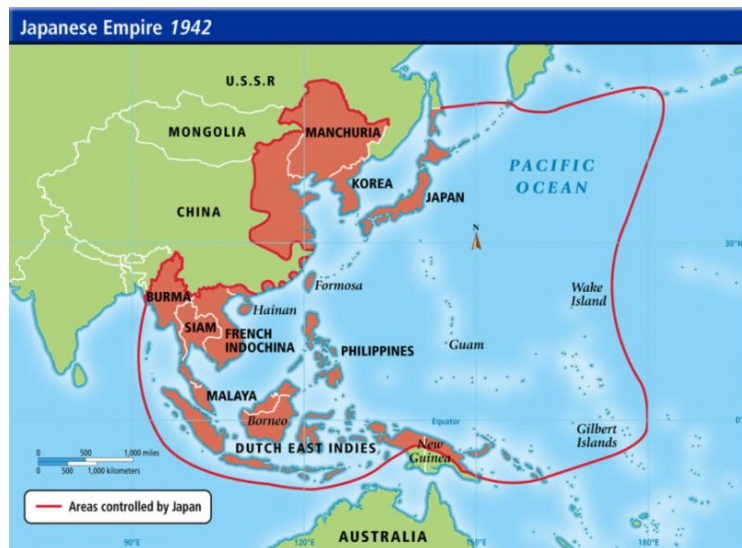 Japanese Empire 1942
U.S.S.R
MONGOLIA
MANCHURIA
PACIFIC
OCEAN
KOREA
JAPAN
CHINA
N
30°N
BURMA
Formosa
Wake
Island
Hainan
SIAM
FRENCH
INDOCHINA
PHILIPPINES
Guam
MALAYA
Borneo
Equator
0°
Gilbert
Islands
DUTCH EAST INDIES
New
Guinea
0 500 1,000 miles
0 500 1,000 kilometers
Areas controlled by Japan
AUSTRALIA
90°E
120°E
150°E
180°E